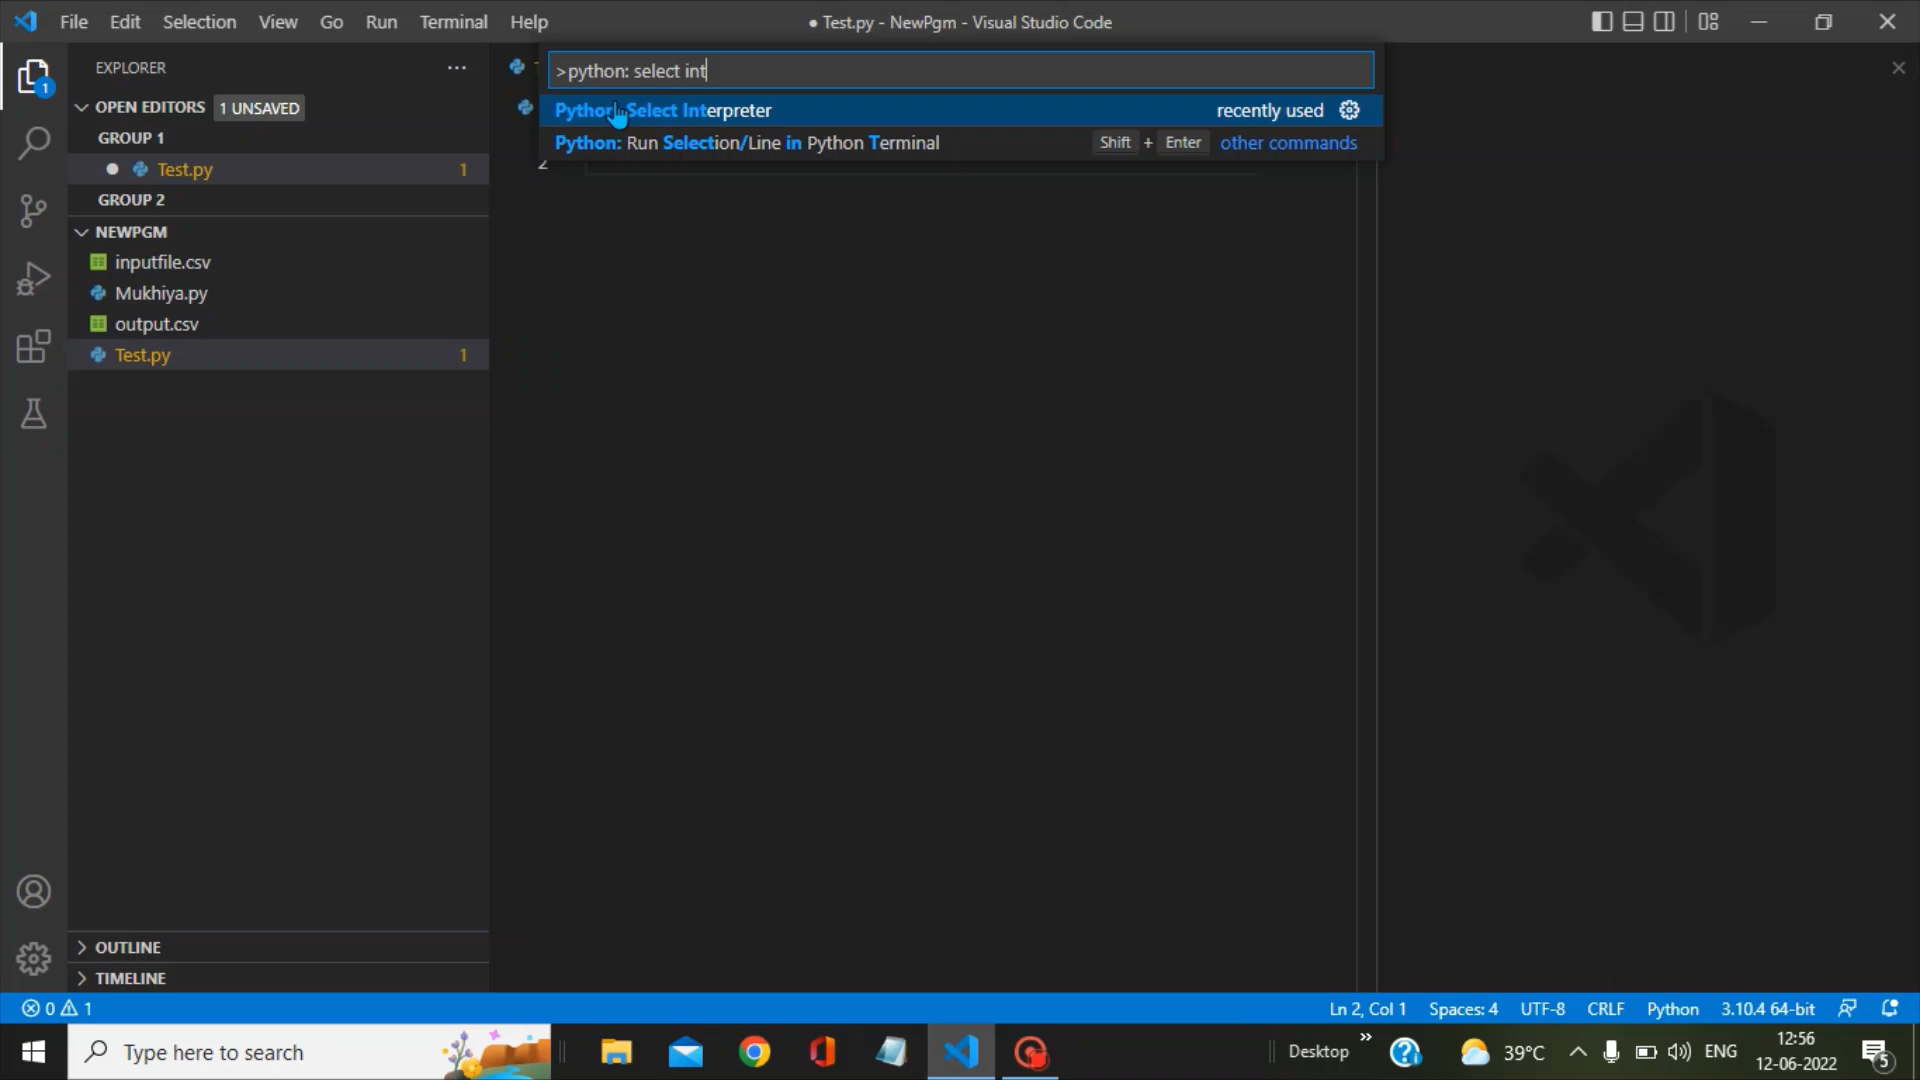 File Edit Selection View Go Run Terminal Help
● Test.py - NewPgm - Visual Studio Code
EXPLORER
>python: select int
OPEN EDITORS 1 UNSAVED
Python: Select Interpreter recently used
GROUP 1
Python: Run Selection/Line in Python Terminal Shift + Enter other commands
2
Test.py 1
GROUP 2
NEWPGM
inputfile.csv
Mukhiya.py
output.csv
Test.py 1
OUTLINE
TIMELINE
0 1 Ln 2, Col 1 Spaces: 4 UTF-8 CRLF Python 3.10.4 64-bit
1
Type here to search
Desktop
39°C
ENG
12:56
12-06-2022
5